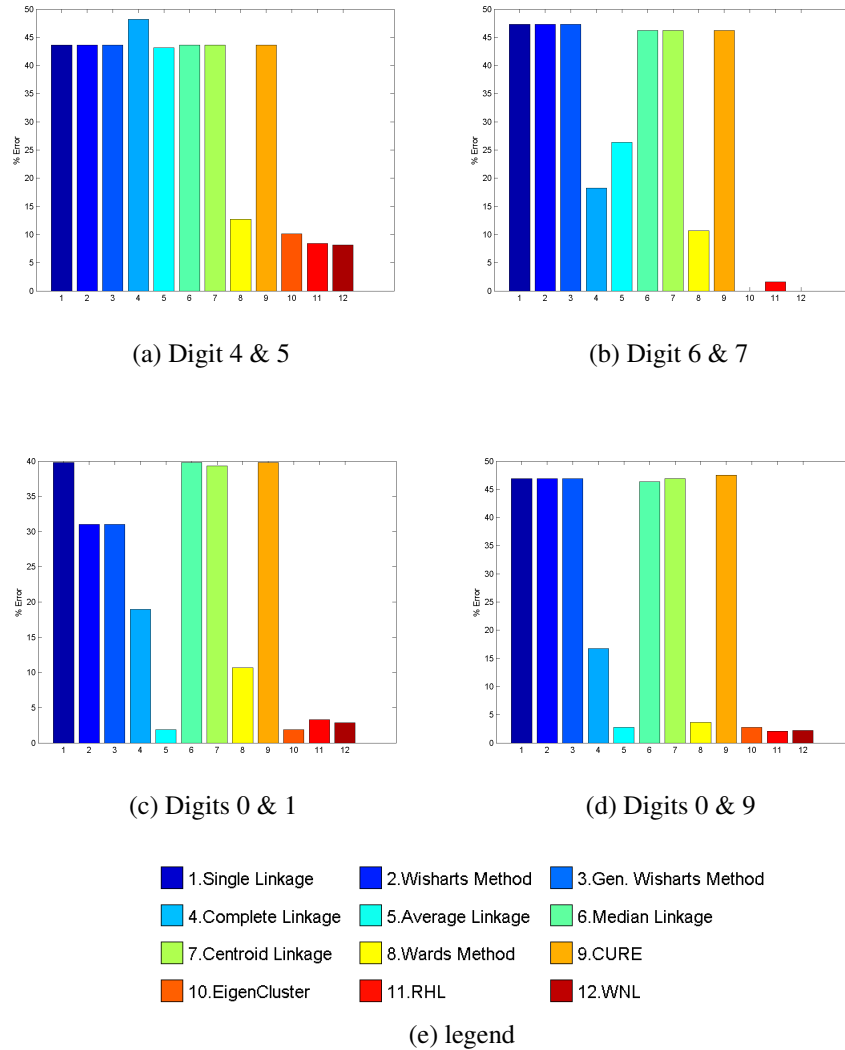 50
45
40
35
30
25
20
15
10
5
0
% Error
1 2 3 4 5 6 7 8 9 10 11 12
(a) Digit 4 & 5
50
45
40
35
30
25
20
15
10
5
0
% Error
1 2 3 4 5 6 7 8 9 10 11 12
(b) Digit 6 & 7
40
35
30
25
20
15
10
5
0
% Error
1 2 3 4 5 6 7 8 9 10 11 12
(c) Digits 0 & 1
50
45
40
35
30
25
20
15
10
5
0
% Error
1 2 3 4 5 6 7 8 9 10 11 12
(d) Digits 0 & 9
1.Single Linkage 2.Wisharts Method 3.Gen. Wisharts Method
4.Complete Linkage 5.Average Linkage 6.Median Linkage
7.Centroid Linkage 8.Wards Method 9.CURE
10.EigenCluster 11.RHL 12.WNL
(e) legend